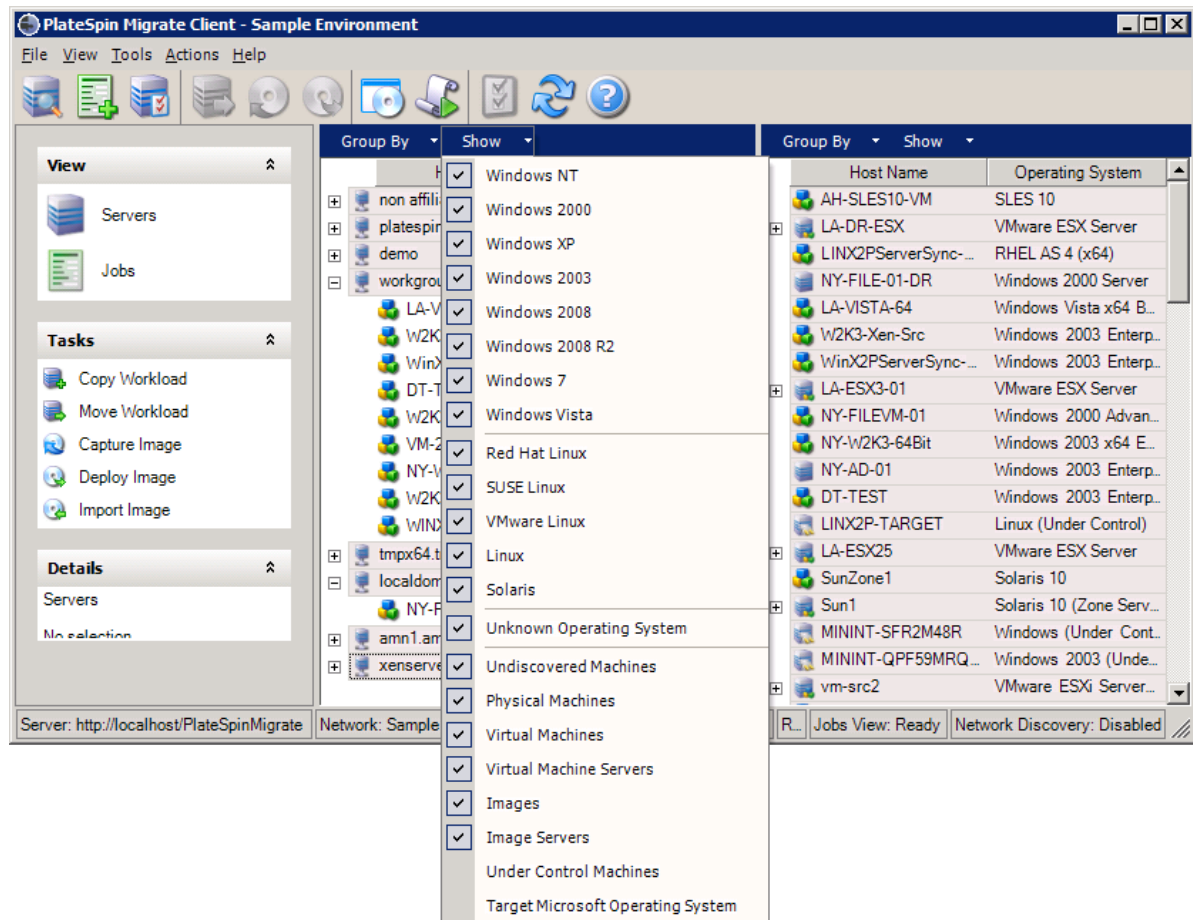 PlateSpin Migrate Client - Sample Environment
File View Tools Actions Help
View
Servers
Jobs
Tasks
Copy Workload
Move Workload
Capture Image
Deploy Image
Import Image
Details
Servers
No selection
Group By Show
non affili
platespin
demo
workgrou
LA-V
W2K
WinX
DT-T
W2K
VM-2
NY-W
W2K
WINX
tmpx64.t
localdom
NY-F
amn1.am
xenserve
Windows NT
Windows 2000
Windows XP
Windows 2003
Windows 2008
Windows 2008 R2
Windows 7
Windows Vista
Red Hat Linux
SUSE Linux
VMware Linux
Linux
Solaris
Unknown Operating System
Undiscovered Machines
Physical Machines
Virtual Machines
Virtual Machine Servers
Images
Image Servers
Under Control Machines
Target Microsoft Operating System
Group By Show
Host Name Operating System
AH-SLES10-VM SLES 10
LA-DR-ESX VMware ESX Server
LINX2PServerSync-... RHEL AS 4 (x64)
NY-FILE-01-DR Windows 2000 Server
LA-VISTA-64 Windows Vista x64 B...
W2K3-Xen-Src Windows 2003 Enterp...
WinX2PServerSync-... Windows 2003 Enterp...
LA-ESX3-01 VMware ESX Server
NY-FILEVM-01 Windows 2000 Advan...
NY-W2K3-64Bit Windows 2003 x64 E...
NY-AD-01 Windows 2003 Enterp...
DT-TEST Windows 2003 Enterp...
LINX2P-TARGET Linux (Under Control)
LA-ESX25 VMware ESX Server
SunZone1 Solaris 10
Sun1 Solaris 10 (Zone Serv...
MININT-SFR2M48R Windows (Under Cont...
MININT-QPF59MRQ... Windows 2003 (Unde...
vm-src2 VMware ESXi Server...
Server: http://localhost/PlateSpinMigrate Network: Sample R... Jobs View: Ready Network Discovery: Disabled